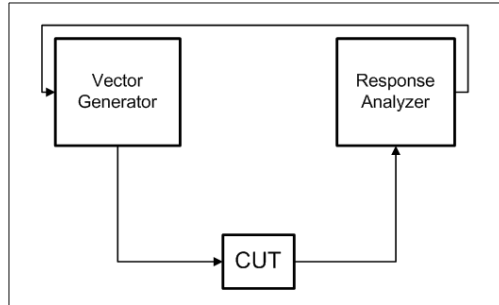 Vector
Generator
Response
Analyzer
CUT